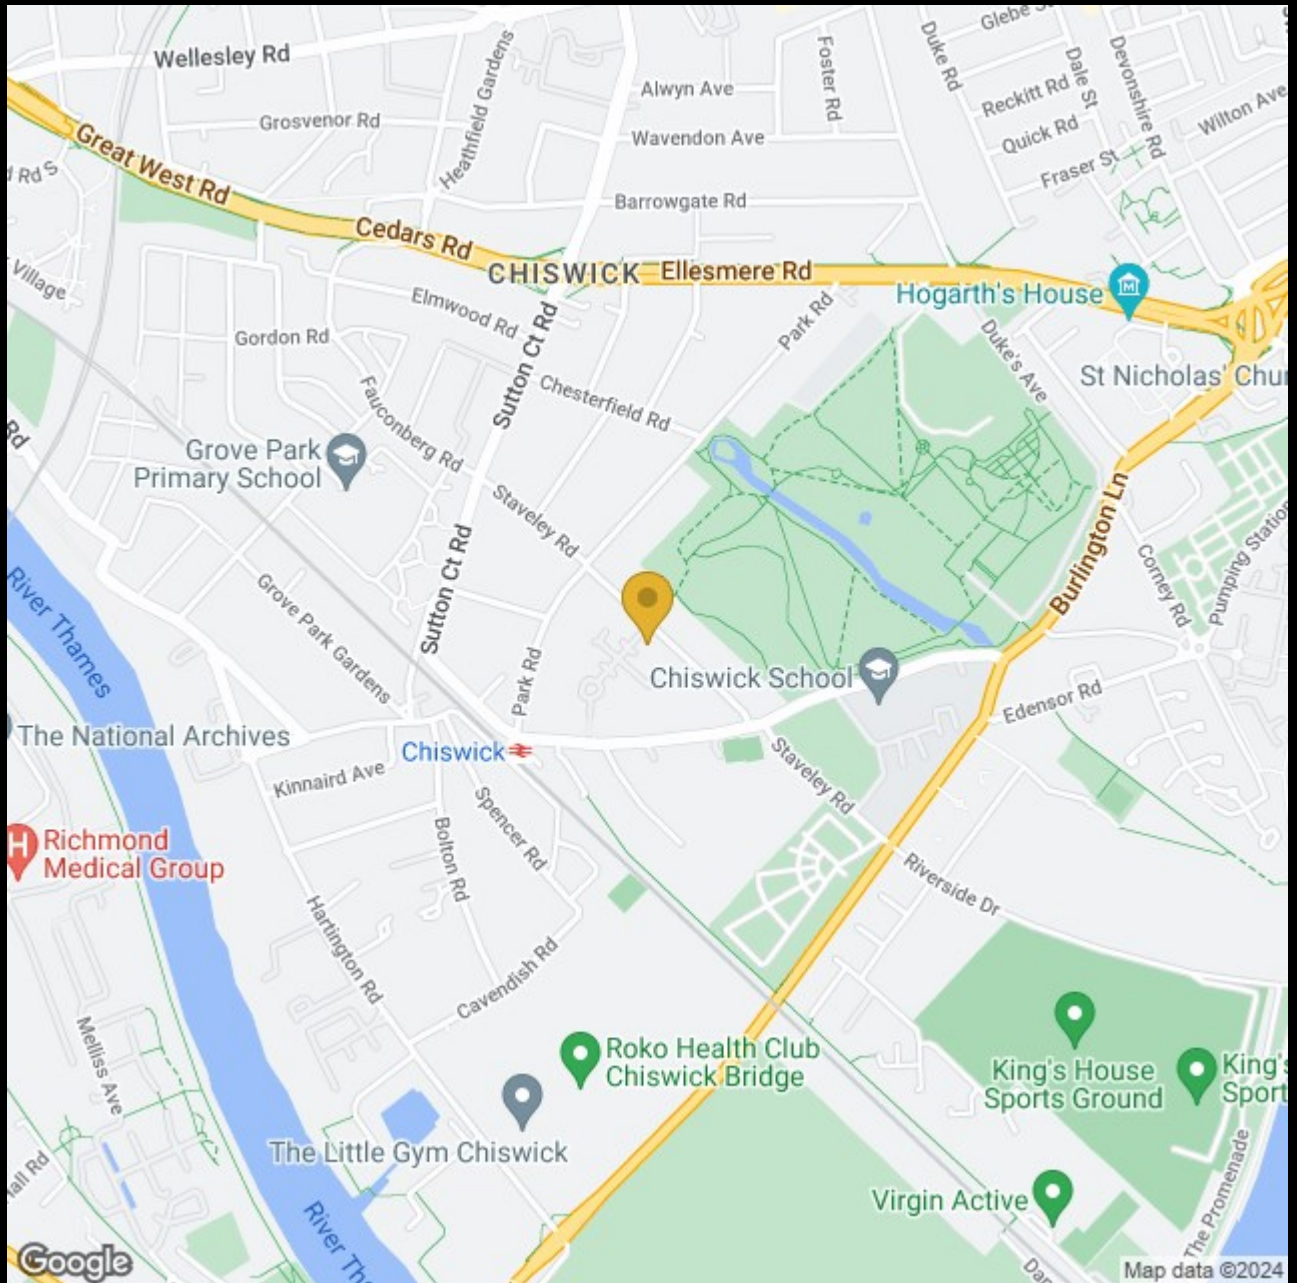 Glebe S
Wellesley Rd
Heathfield Gardens
Foster Rd
Duke Rd
Dale St
Devonshire Rd
Alwyn Ave
Reckitt Rd
Wilton Ave
Grosvenor Rd
Wavendon Ave
Quick Rd
Great West Rd
Fraser St
d Rd S
Barrowgate Rd
Cedars Rd
CHISWICK
Ellesmere Rd
Village
Hogarth's House
Elmwood Rd
Park Rd
Gordon Rd
Sutton Ct Rd
Duke's Ave
St Nicholas' Chur
Fauconberg Rd
Chesterfield Rd
Rd
Grove Park
Primary School
Staveley Rd
Burlington Ln
Pumping Station
Corney Rd
River Thames
Grove Park Gardens
Sutton Ct Rd
Park Rd
Chiswick School
Edensor Rd
The National Archives
Chiswick
Kinnaird Ave
Staveley Rd
Spencer Rd
Bolton Rd
H
Richmond
Medical Group
Riverside Dr
Hartington Rd
Cavendish Rd
Melliss Ave
Roko Health Club
Chiswick Bridge
King's House
Sports Ground
King's
Sport
The Little Gym Chiswick
The Promenade
Virgin Active
River Tha
Dan
Google
Map data ©2024